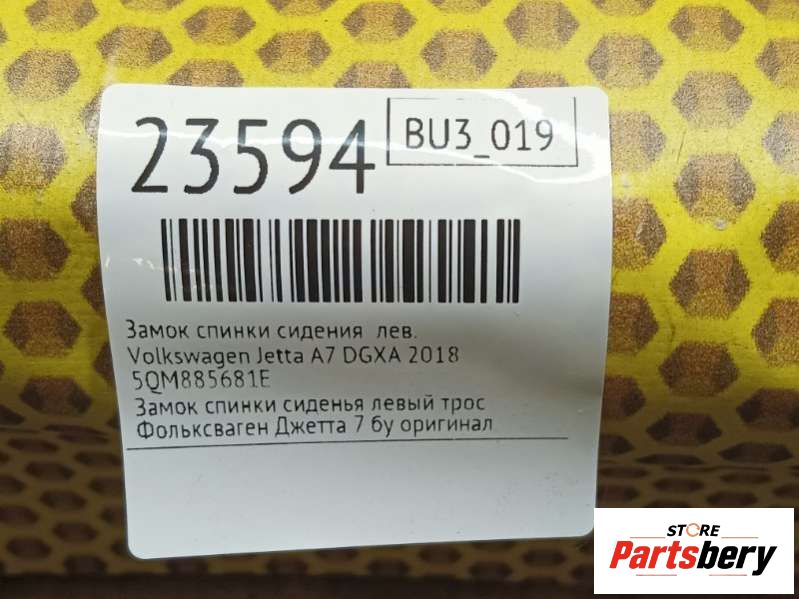 23594
BU3_019
Замок спинки сидения лев.
Volkswagen Jetta A7 DGXA 2018
5QM885681E
Замок спинки сиденья левый трос
Фольксваген Джетта 7 бу оригинал
STORE
Partsbery